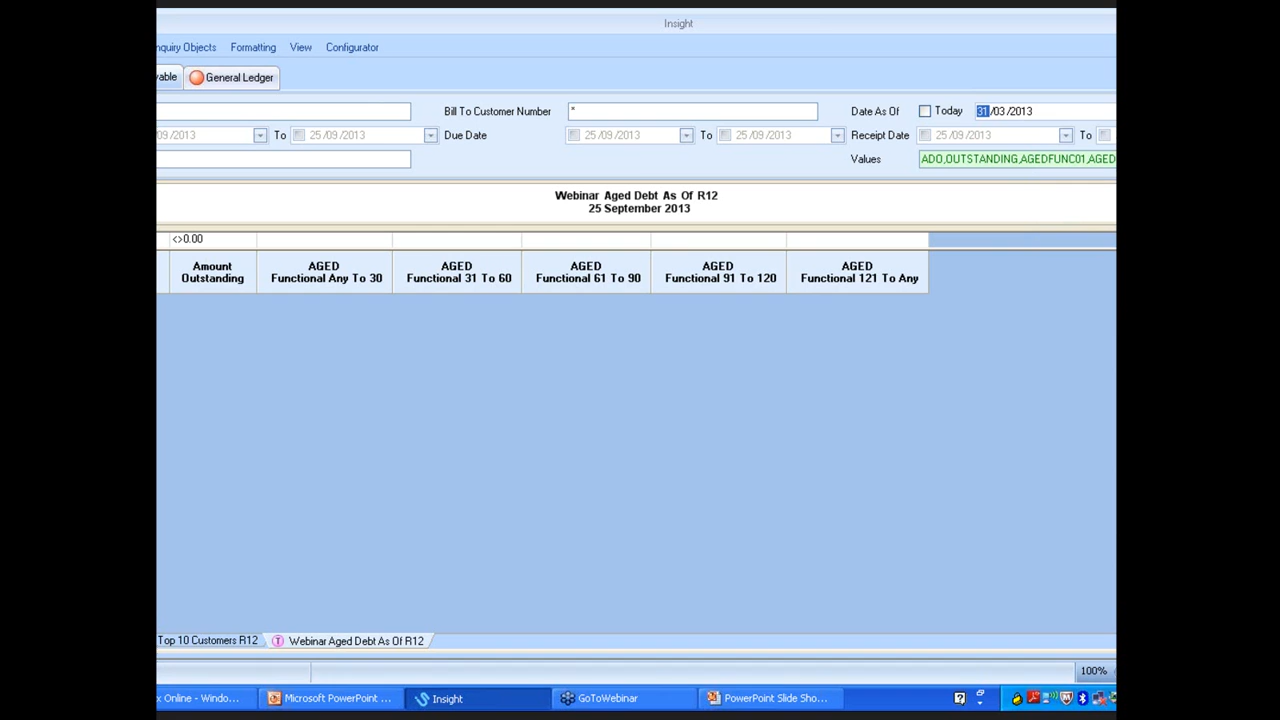 Insight
nquiry Objects Formatting View Configurator
vable General Ledger
Bill To Customer Number * Date As Of Today 31/03/2013
09/2013 To 25/09/2013 Due Date 25/09/2013 To 25/09/2013 Receipt Date 25/09/2013 To
Values ADO,OUTSTANDING,AGEDFUNC01,AGED
Webinar Aged Debt As Of R12
25 September 2013
<>0.00
Amount Outstanding
AGED Functional Any To 30
AGED Functional 31 To 60
AGED Functional 61 To 90
AGED Functional 91 To 120
AGED Functional 121 To Any
Top 10 Customers R12 T Webinar Aged Debt As Of R12
100%
x Online - Windo... Microsoft PowerPoint ... Insight GoToWebinar PowerPoint Slide Sho... ?